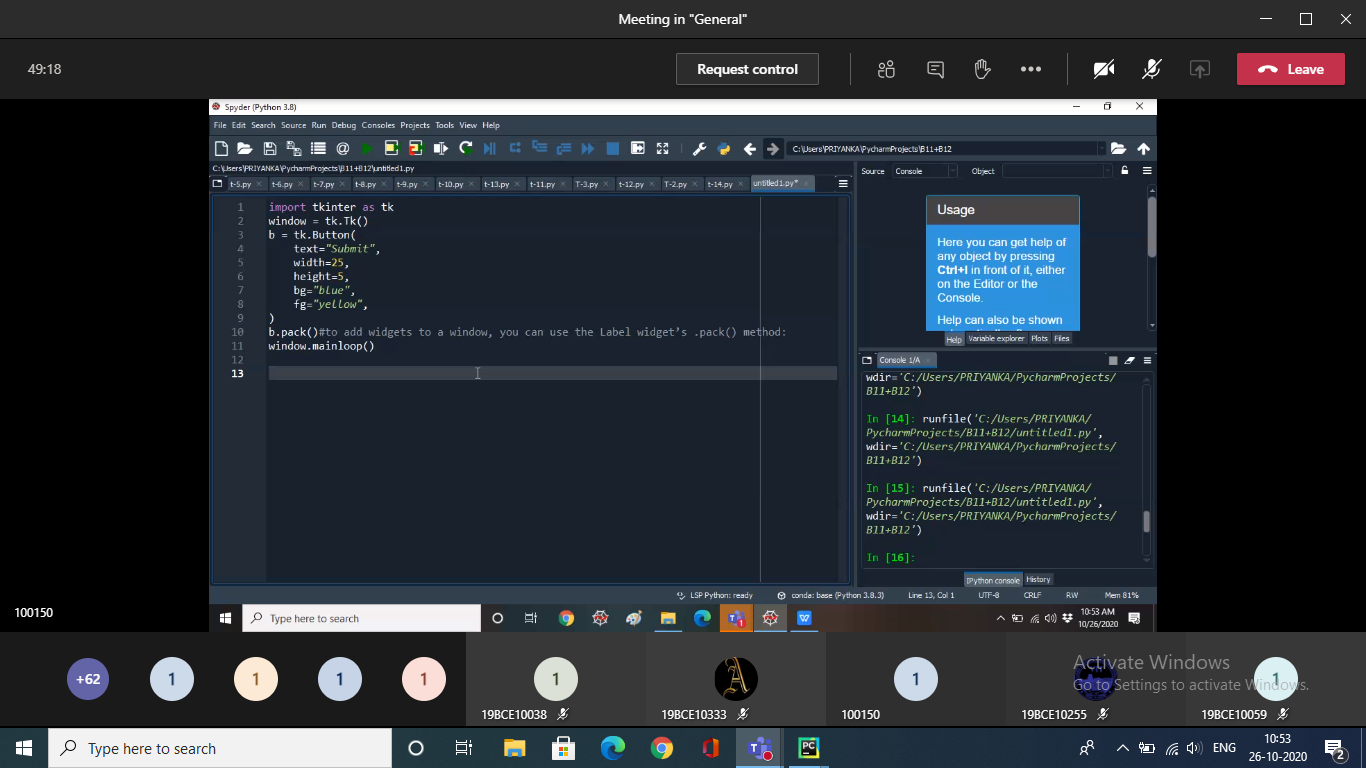 Meeting in "General"
49:18
Request control
Leave
Spyder (Python 3.8)
File Edit Search Source Run Debug Consoles Projects Tools View Help
C:\Users\PRIYANKA\PycharmProjects\B11+B12
C:\Users\PRIYANKA\PycharmProjects\B11+B12\untitled1.py
t-5.py t-6.py t-7.py t-8.py t-9.py t-10.py t-13.py t-11.py T-3.py t-12.py T-2.py t-14.py untitled1.py*
Source Console Object
1 import tkinter as tk
2 window = tk.Tk()
3 b = tk.Button(
4 text="Submit",
5 width=25,
6 height=5,
7 bg="blue",
8 fg="yellow",
9 )
10 b.pack()#to add widgets to a window, you can use the Label widget's .pack() method:
11 window.mainloop()
12
13
Usage
Here you can get help of
any object by pressing
Ctrl+I in front of it, either
on the Editor or the
Console.
Help can also be shown
Help Variable explorer Plots Files
Console 1/A
wdir='C:/Users/PRIYANKA/PycharmProjects/
B11+B12')
In [14]: runfile('C:/Users/PRIYANKA/
PycharmProjects/B11+B12/untitled1.py',
wdir='C:/Users/PRIYANKA/PycharmProjects/
B11+B12')
In [15]: runfile('C:/Users/PRIYANKA/
PycharmProjects/B11+B12/untitled1.py',
wdir='C:/Users/PRIYANKA/PycharmProjects/
B11+B12')
In [16]:
IPython console History
LSP Python: ready conda: base (Python 3.8.3) Line 13, Col 1 UTF-8 CRLF RW Mem 81%
100150
Type here to search
10:53 AM
10/26/2020
+62 1 1 1 1 1 A 1 1
19BCE10038 19BCE10333 100150 19BCE10255 19BCE10059
Activate Windows
Go to Settings to activate Windows.
Type here to search
ENG
10:53
26-10-2020
2